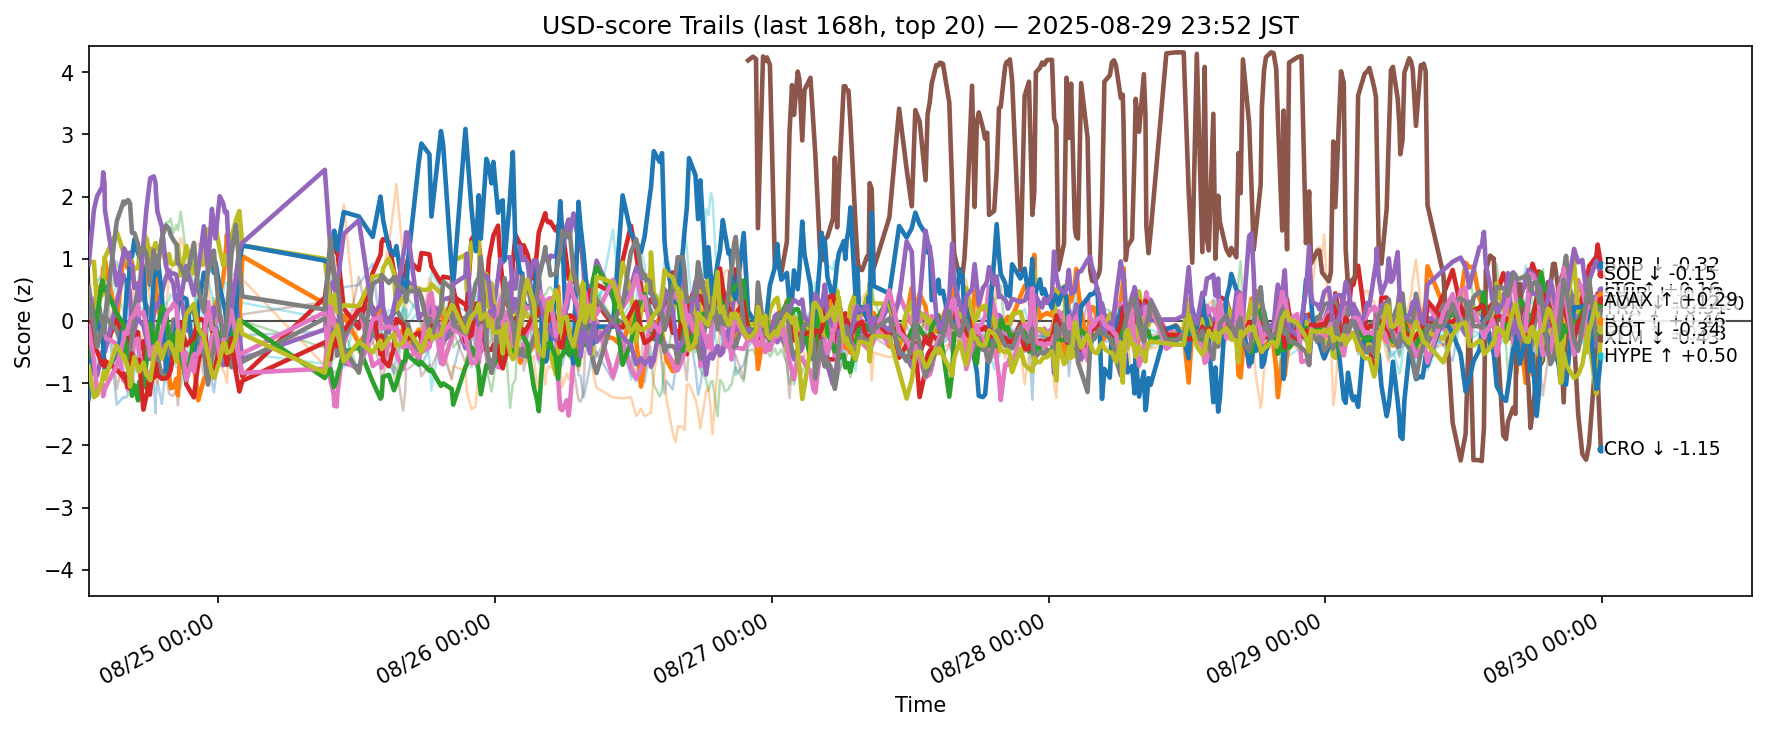 USD-score Trails (last 168h, top 20) — 2025-08-29 23:52 JST
Score (z)
4
3
2
1
0
−1
−2
−3
−4
BNB ↓ -0.32
SOL ↓ -0.15
AVAX ↑ +0.29
DOT ↓ -0.34
XLM ↓ -0.43
HYPE ↑ +0.50
CRO ↓ -1.15
08/25 00:00
08/26 00:00
08/27 00:00
08/28 00:00
08/29 00:00
08/30 00:00
Time